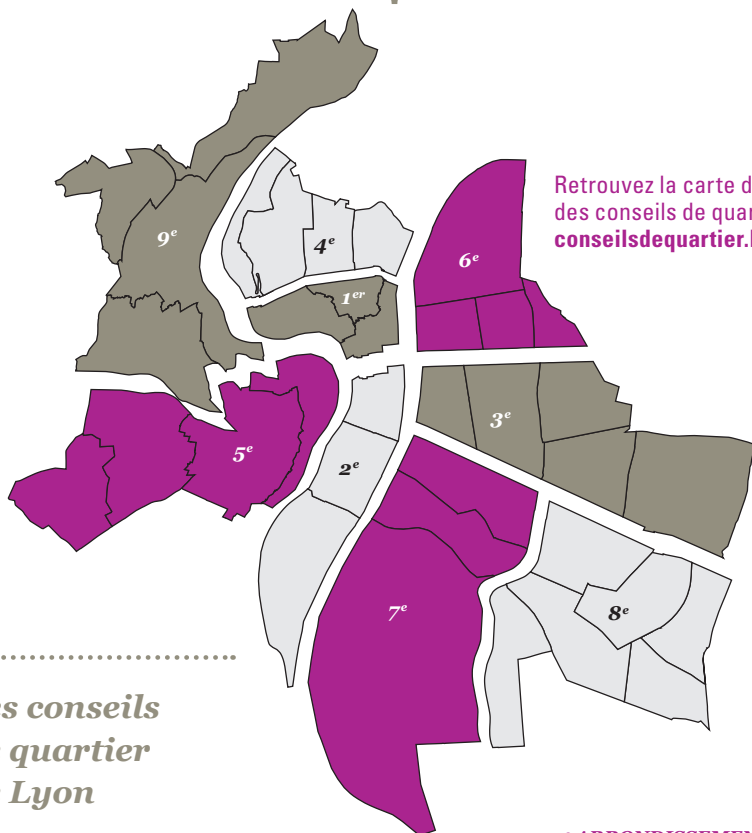 Retrouvez la carte d
des conseils de quar
conseilsdequartier.l
9e
4e
6e
1er
3e
5e
2e
7e
8e
es conseils
quartier
Lyon
ARRONDISSEMEN